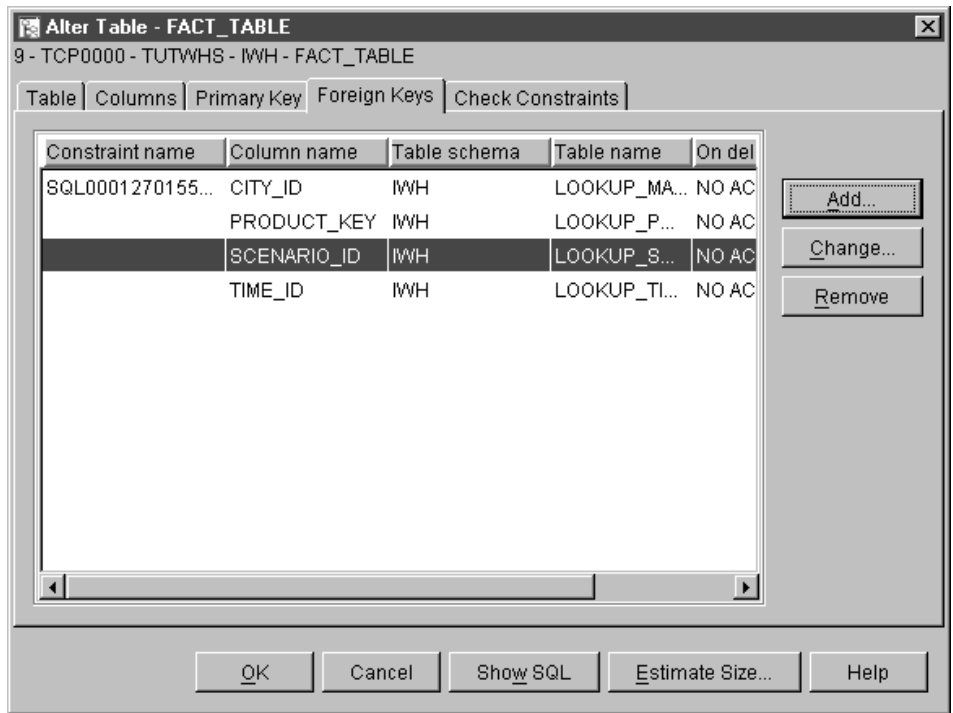 Alter Table - FACT_TABLE
9 - TCP0000 - TUTWHS - IWH - FACT_TABLE
Table Columns Primary Key Foreign Keys Check Constraints
Constraint name Column name Table schema Table name On del
SQL0001270155... CITY_ID IWH LOOKUP_MA... NO AC
PRODUCT_KEY IWH LOOKUP_P... NO AC
SCENARIO_ID IWH LOOKUP_S... NO AC
TIME_ID IWH LOOKUP_TI... NO AC
Add...
Change...
Remove
OK Cancel Show SQL Estimate Size... Help